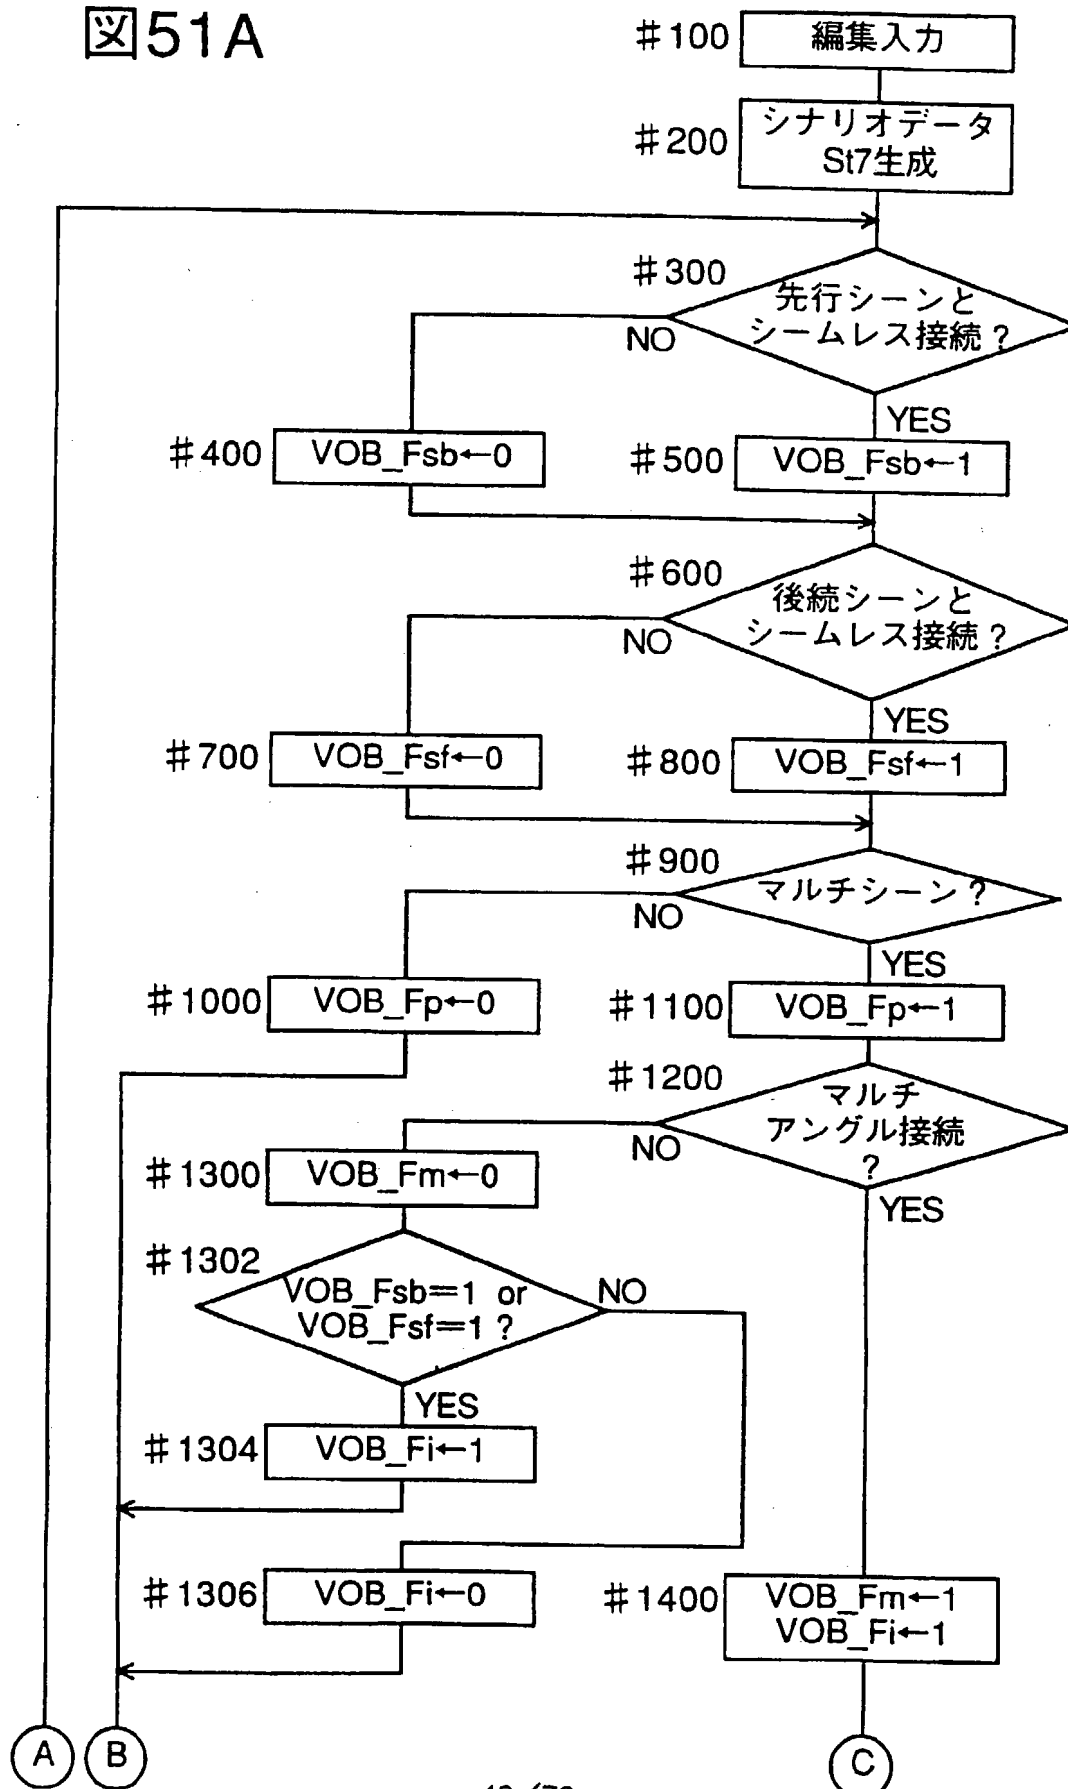 図51A
#100 編集入力
#200 シナリオデータ
St7生成
#300 先行シーンと
シームレス接続？
NO
YES
#400 VOB_Fsb←0
#500 VOB_Fsb←1
#600 後続シーンと
シームレス接続？
NO
YES
#700 VOB_Fsf←0
#800 VOB_Fsf←1
#900 マルチシーン？
NO
YES
#1000 VOB_Fp←0
#1100 VOB_Fp←1
#1200 マルチ
アングル接続
？
NO
YES
#1300 VOB_Fm←0
#1302 VOB_Fsb=1 or
VOB_Fsf=1 ?
NO
YES
#1304 VOB_Fi←1
#1306 VOB_Fi←0
#1400 VOB_Fm←1
VOB_Fi←1
A
B
C